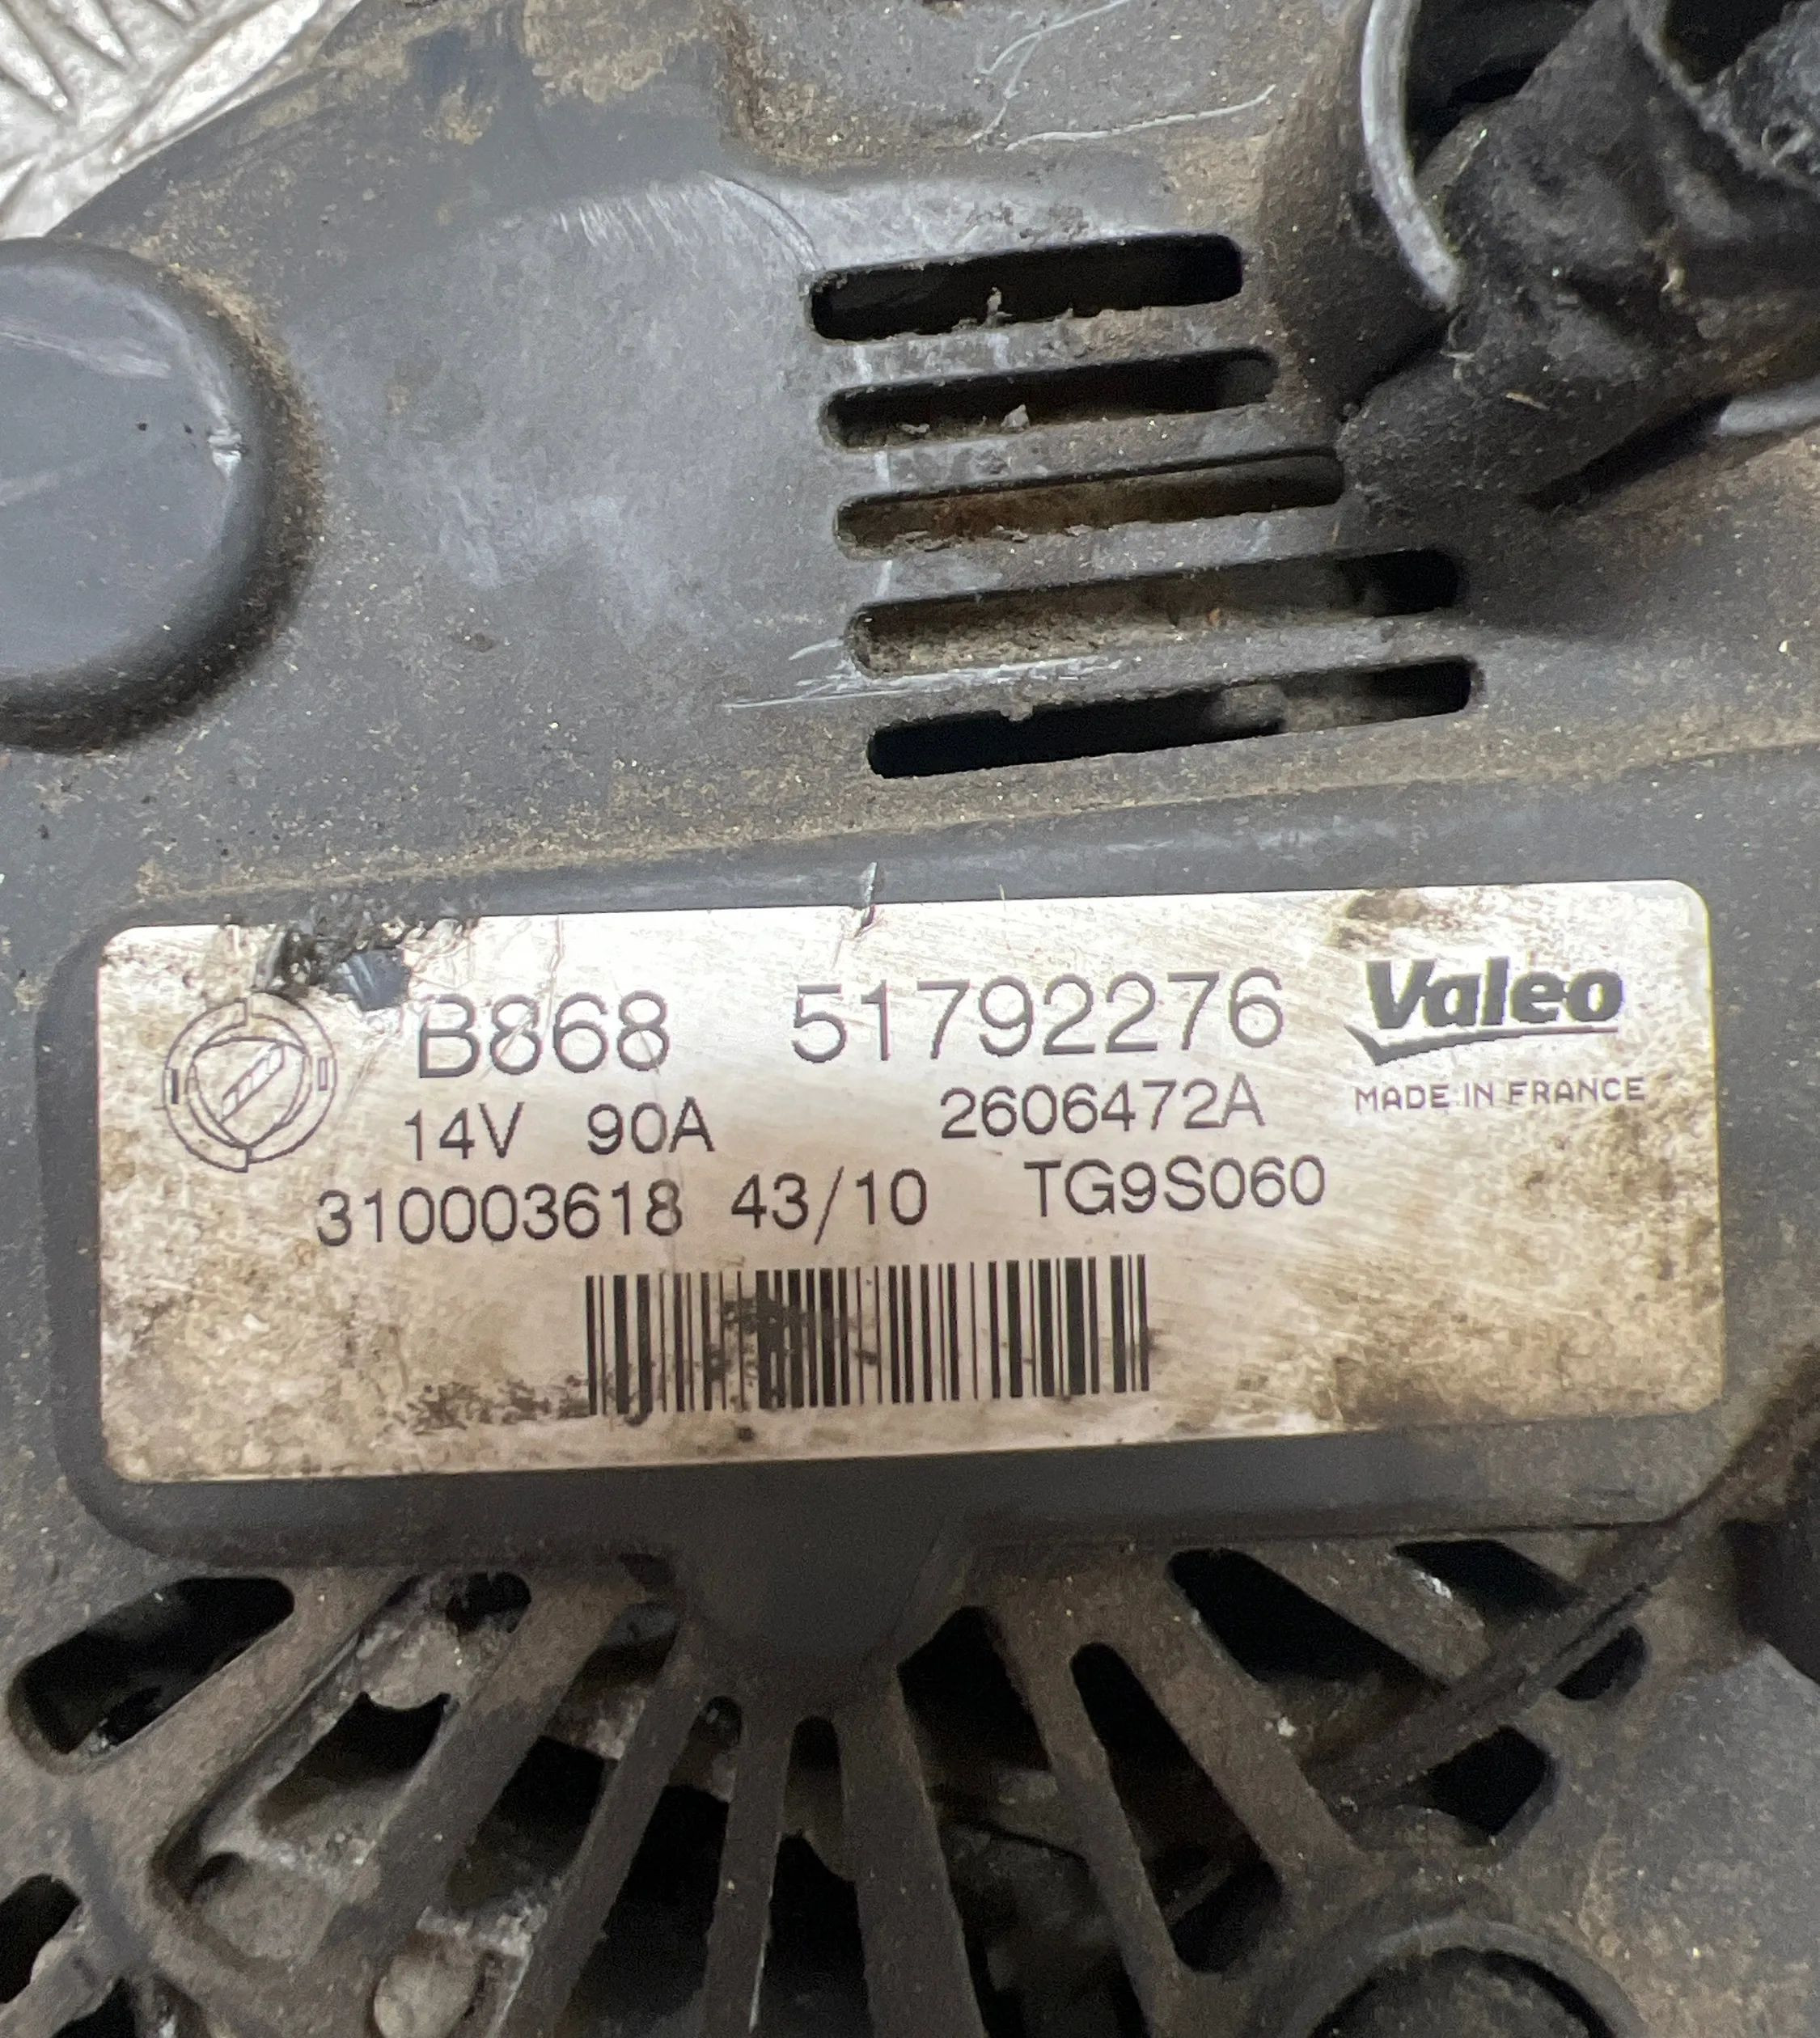 B868 51792276 Valeo
14V 90A 2606472A MADE IN FRANCE
310003618 43/10 TG9S060